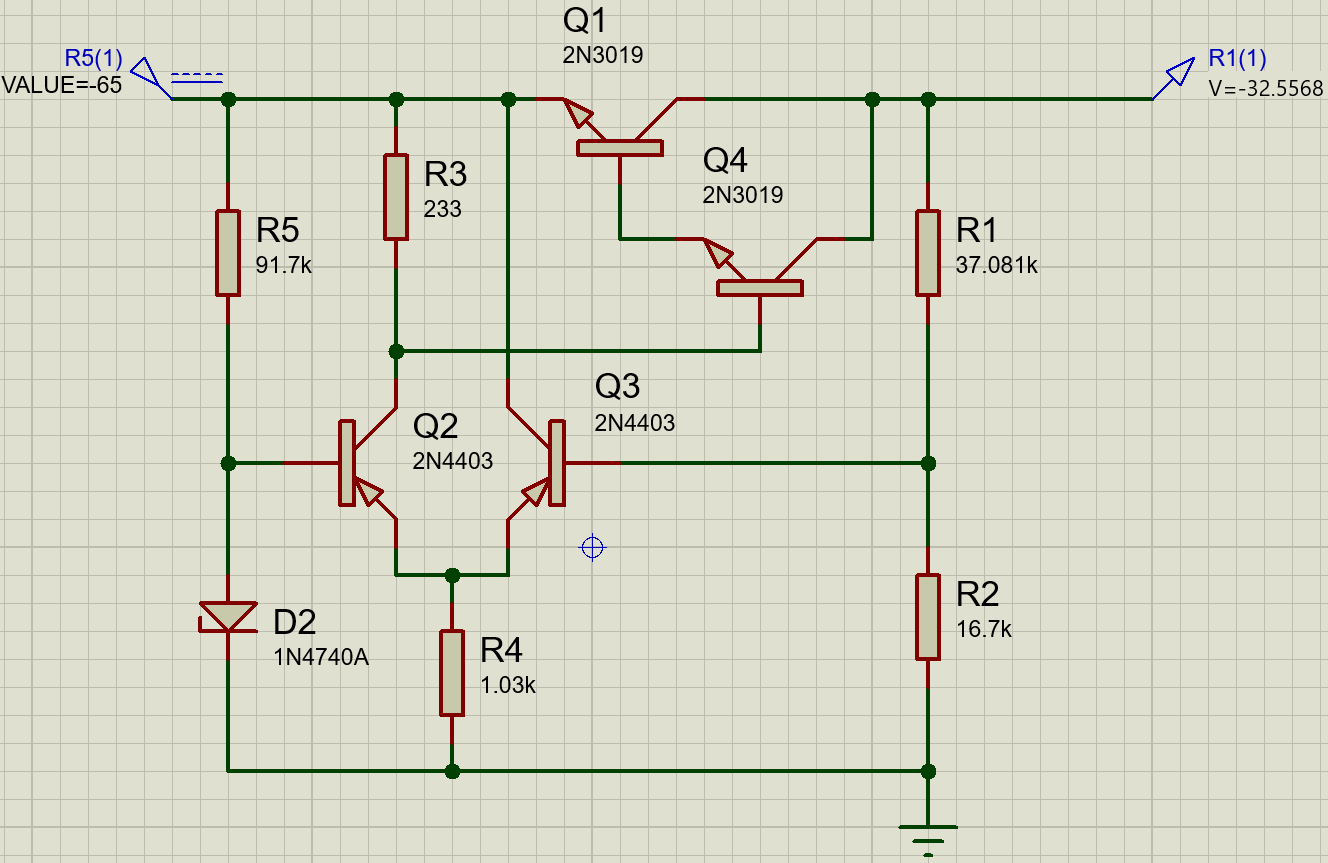 Q1
2N3019
R5(1)
VALUE=-65
R1(1)
V=-32.5568
R3
233
Q4
2N3019
R5
91.7k
R1
37.081k
Q3
2N4403
Q2
2N4403
R2
16.7k
D2
1N4740A
R4
1.03k